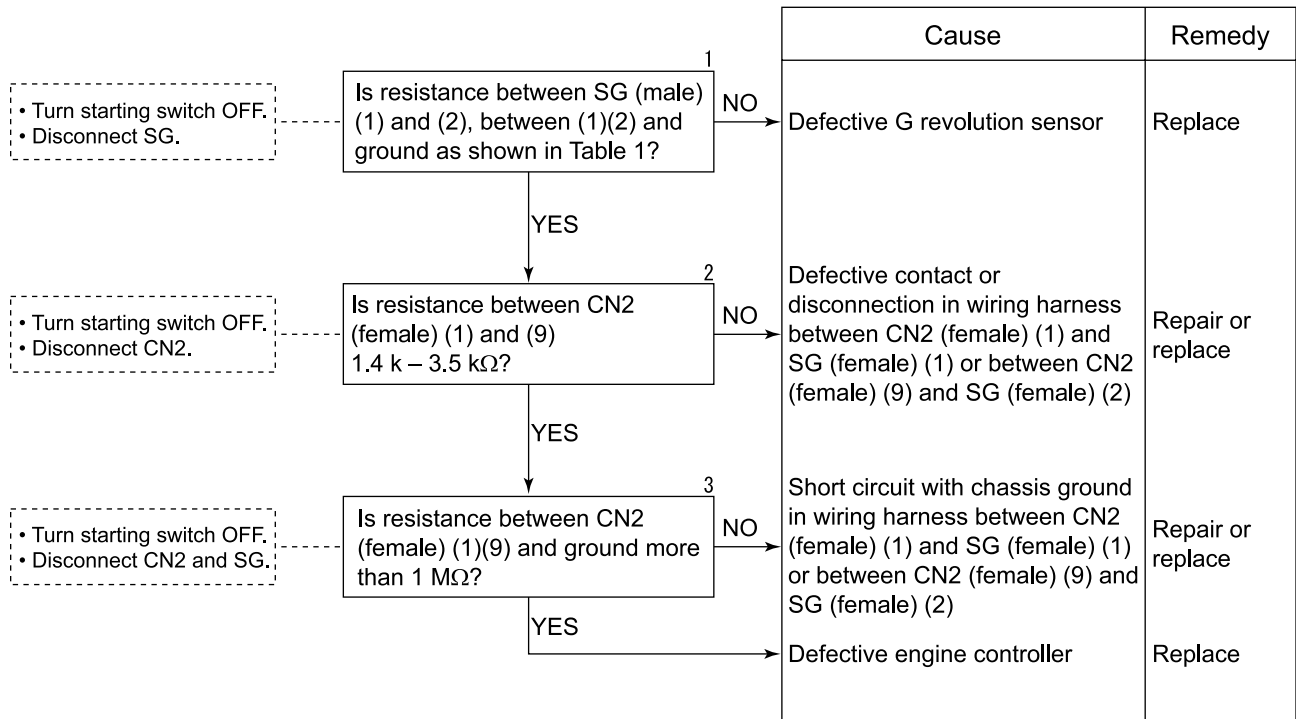 Cause
Remedy
1
• Turn starting switch OFF.
• Disconnect SG.
Is resistance between SG (male)
(1) and (2), between (1)(2) and
ground as shown in Table 1?
NO
Defective G revolution sensor
Replace
YES
2
• Turn starting switch OFF.
• Disconnect CN2.
Is resistance between CN2
(female) (1) and (9)
1.4 k – 3.5 kΩ?
NO
Defective contact or
disconnection in wiring harness
between CN2 (female) (1) and
SG (female) (1) or between CN2
(female) (9) and SG (female) (2)
Repair or
replace
YES
3
• Turn starting switch OFF.
• Disconnect CN2 and SG.
Is resistance between CN2
(female) (1)(9) and ground more
than 1 MΩ?
NO
Short circuit with chassis ground
in wiring harness between CN2
(female) (1) and SG (female) (1)
or between CN2 (female) (9) and
SG (female) (2)
Repair or
replace
YES
Defective engine controller
Replace